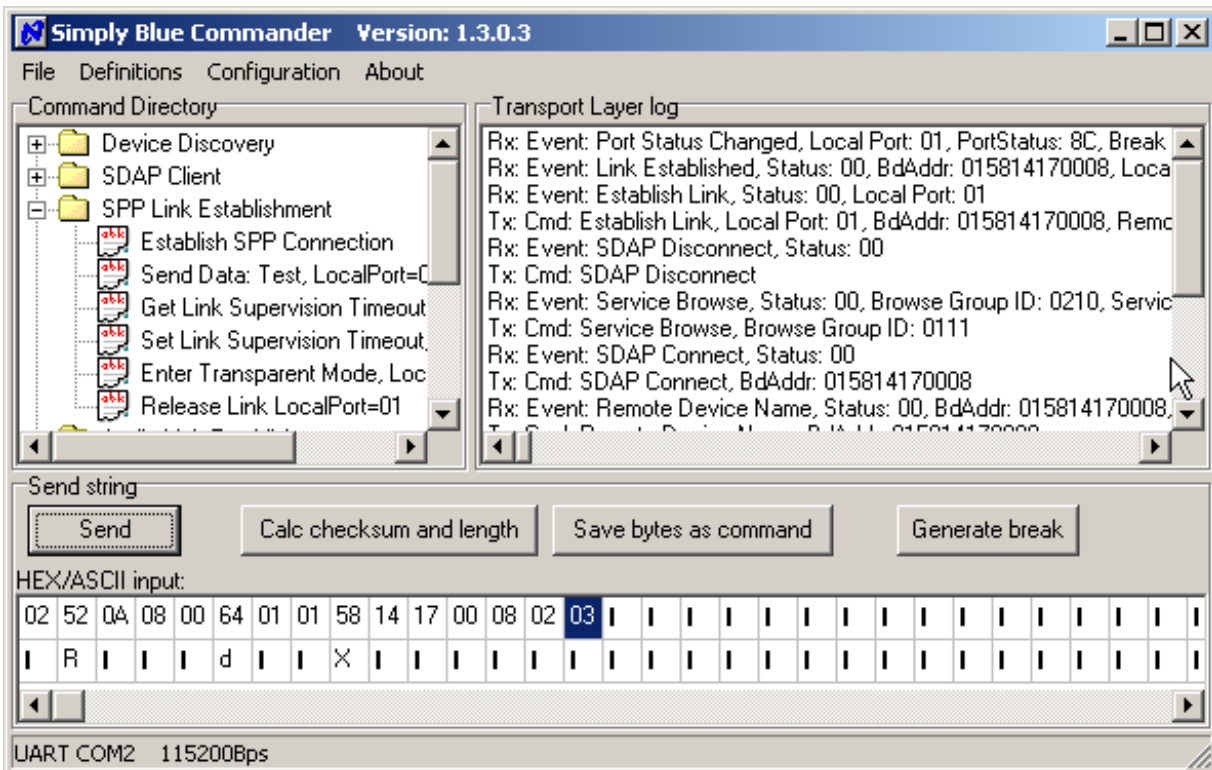 Simply Blue Commander Version: 1.3.0.3
File Definitions Configuration About
Command Directory
Device Discovery
SDAP Client
SPP Link Establishment
Establish SPP Connection
Send Data: Test, LocalPort=0
Get Link Supervision Timeout
Set Link Supervision Timeout,
Enter Transparent Mode, Loc
Release Link LocalPort=01
Transport Layer log
Rx: Event: Port Status Changed, Local Port: 01, PortStatus: 8C, Break
Rx: Event: Link Established, Status: 00, BdAddr: 015814170008, Loca
Rx: Event: Establish Link, Status: 00, Local Port: 01
Tx: Cmd: Establish Link, Local Port: 01, BdAddr: 015814170008, Remo
Rx: Event: SDAP Disconnect, Status: 00
Tx: Cmd: SDAP Disconnect
Rx: Event: Service Browse, Status: 00, Browse Group ID: 0210, Servic
Tx: Cmd: Service Browse, Browse Group ID: 0111
Rx: Event: SDAP Connect, Status: 00
Tx: Cmd: SDAP Connect, BdAddr: 015814170008
Rx: Event: Remote Device Name, Status: 00, BdAddr: 015814170008,
Send string
Send Calc checksum and length Save bytes as command Generate break
HEX/ASCII input:
02 52 0A 08 00 64 01 01 58 14 17 00 08 02 03
R d X
UART COM2 115200Bps